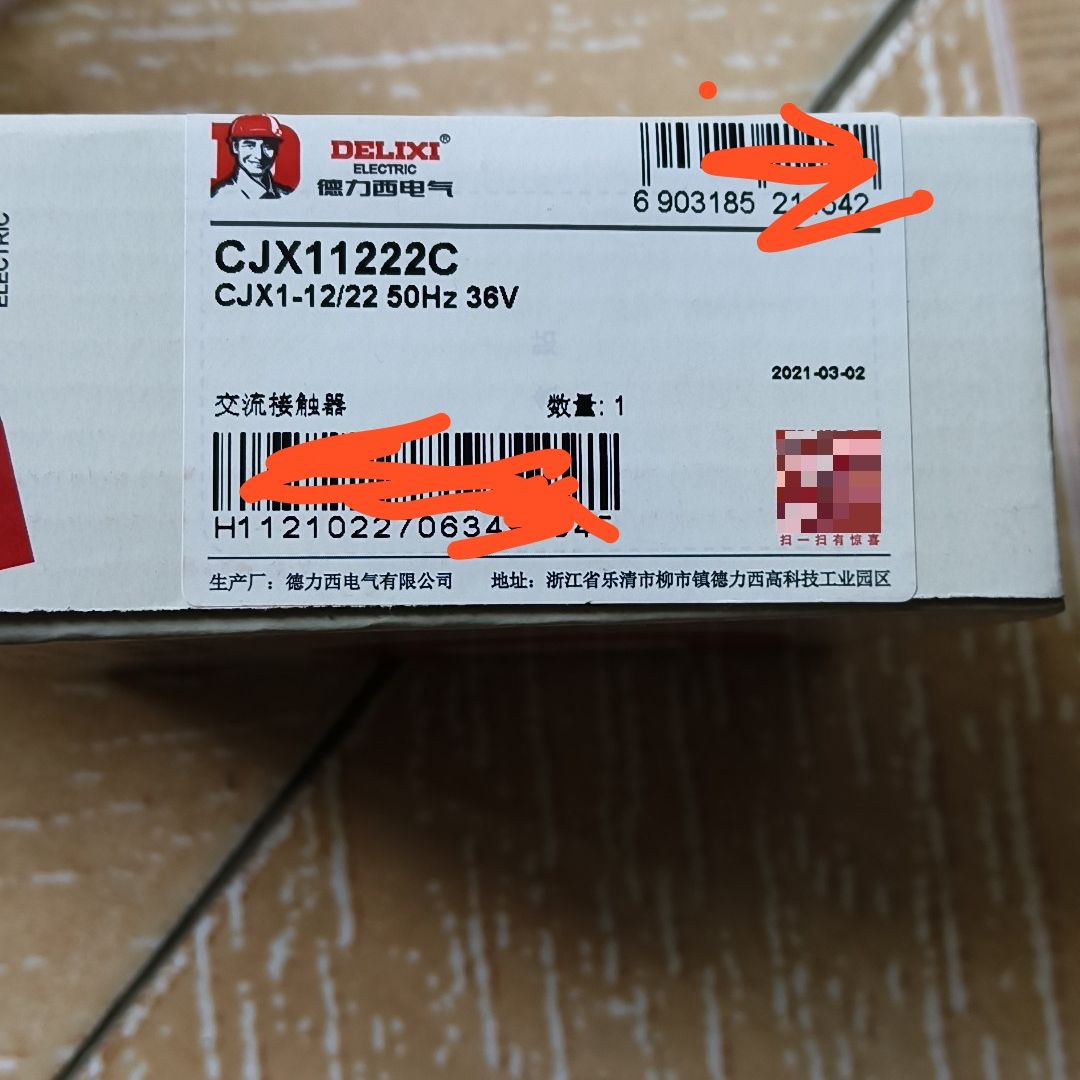 DELIXI®
ELECTRIC
德力西电气
6 903185
CJX11222C
CJX1-12/22 50Hz 36V
2021-03-02
交流接触器 数量: 1
扫一扫有惊喜
生产厂：德力西电气有限公司 地址：浙江省乐清市柳市镇德力西高科技工业园区
ELECTRIC